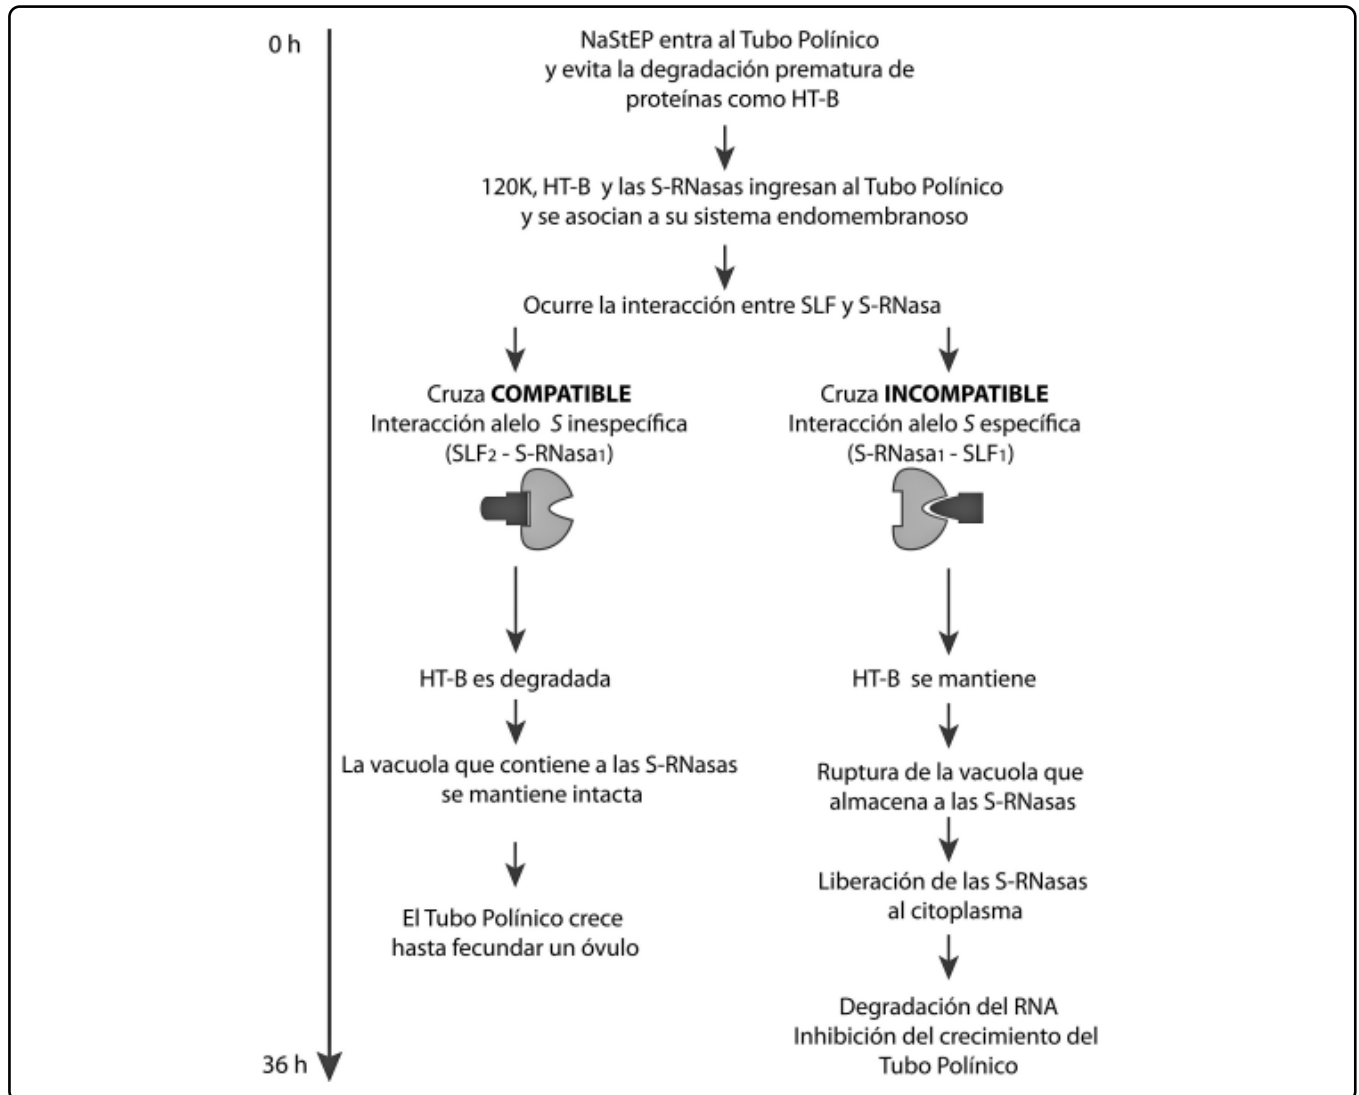 0 h
NaStEP entra al Tubo Polínico
y evita la degradación prematura de
proteínas como HT-B
120K, HT-B y las S-RNasas ingresan al Tubo Polínico
y se asocian a su sistema endomembranoso
Ocurre la interacción entre SLF y S-RNasa
Cruza COMPATIBLE
Interacción alelo S inespecífica
(SLF2 - S-RNasa1)
HT-B es degradada
La vacuola que contiene a las S-RNasas
se mantiene intacta
El Tubo Polínico crece
hasta fecundar un óvulo
Cruza INCOMPATIBLE
Interacción alelo S específica
(S-RNasa1 - SLF1)
HT-B se mantiene
Ruptura de la vacuola que
almacena a las S-RNasas
Liberación de las S-RNasas
al citoplasma
Degradación del RNA
Inhibición del crecimiento del
Tubo Polínico
36 h